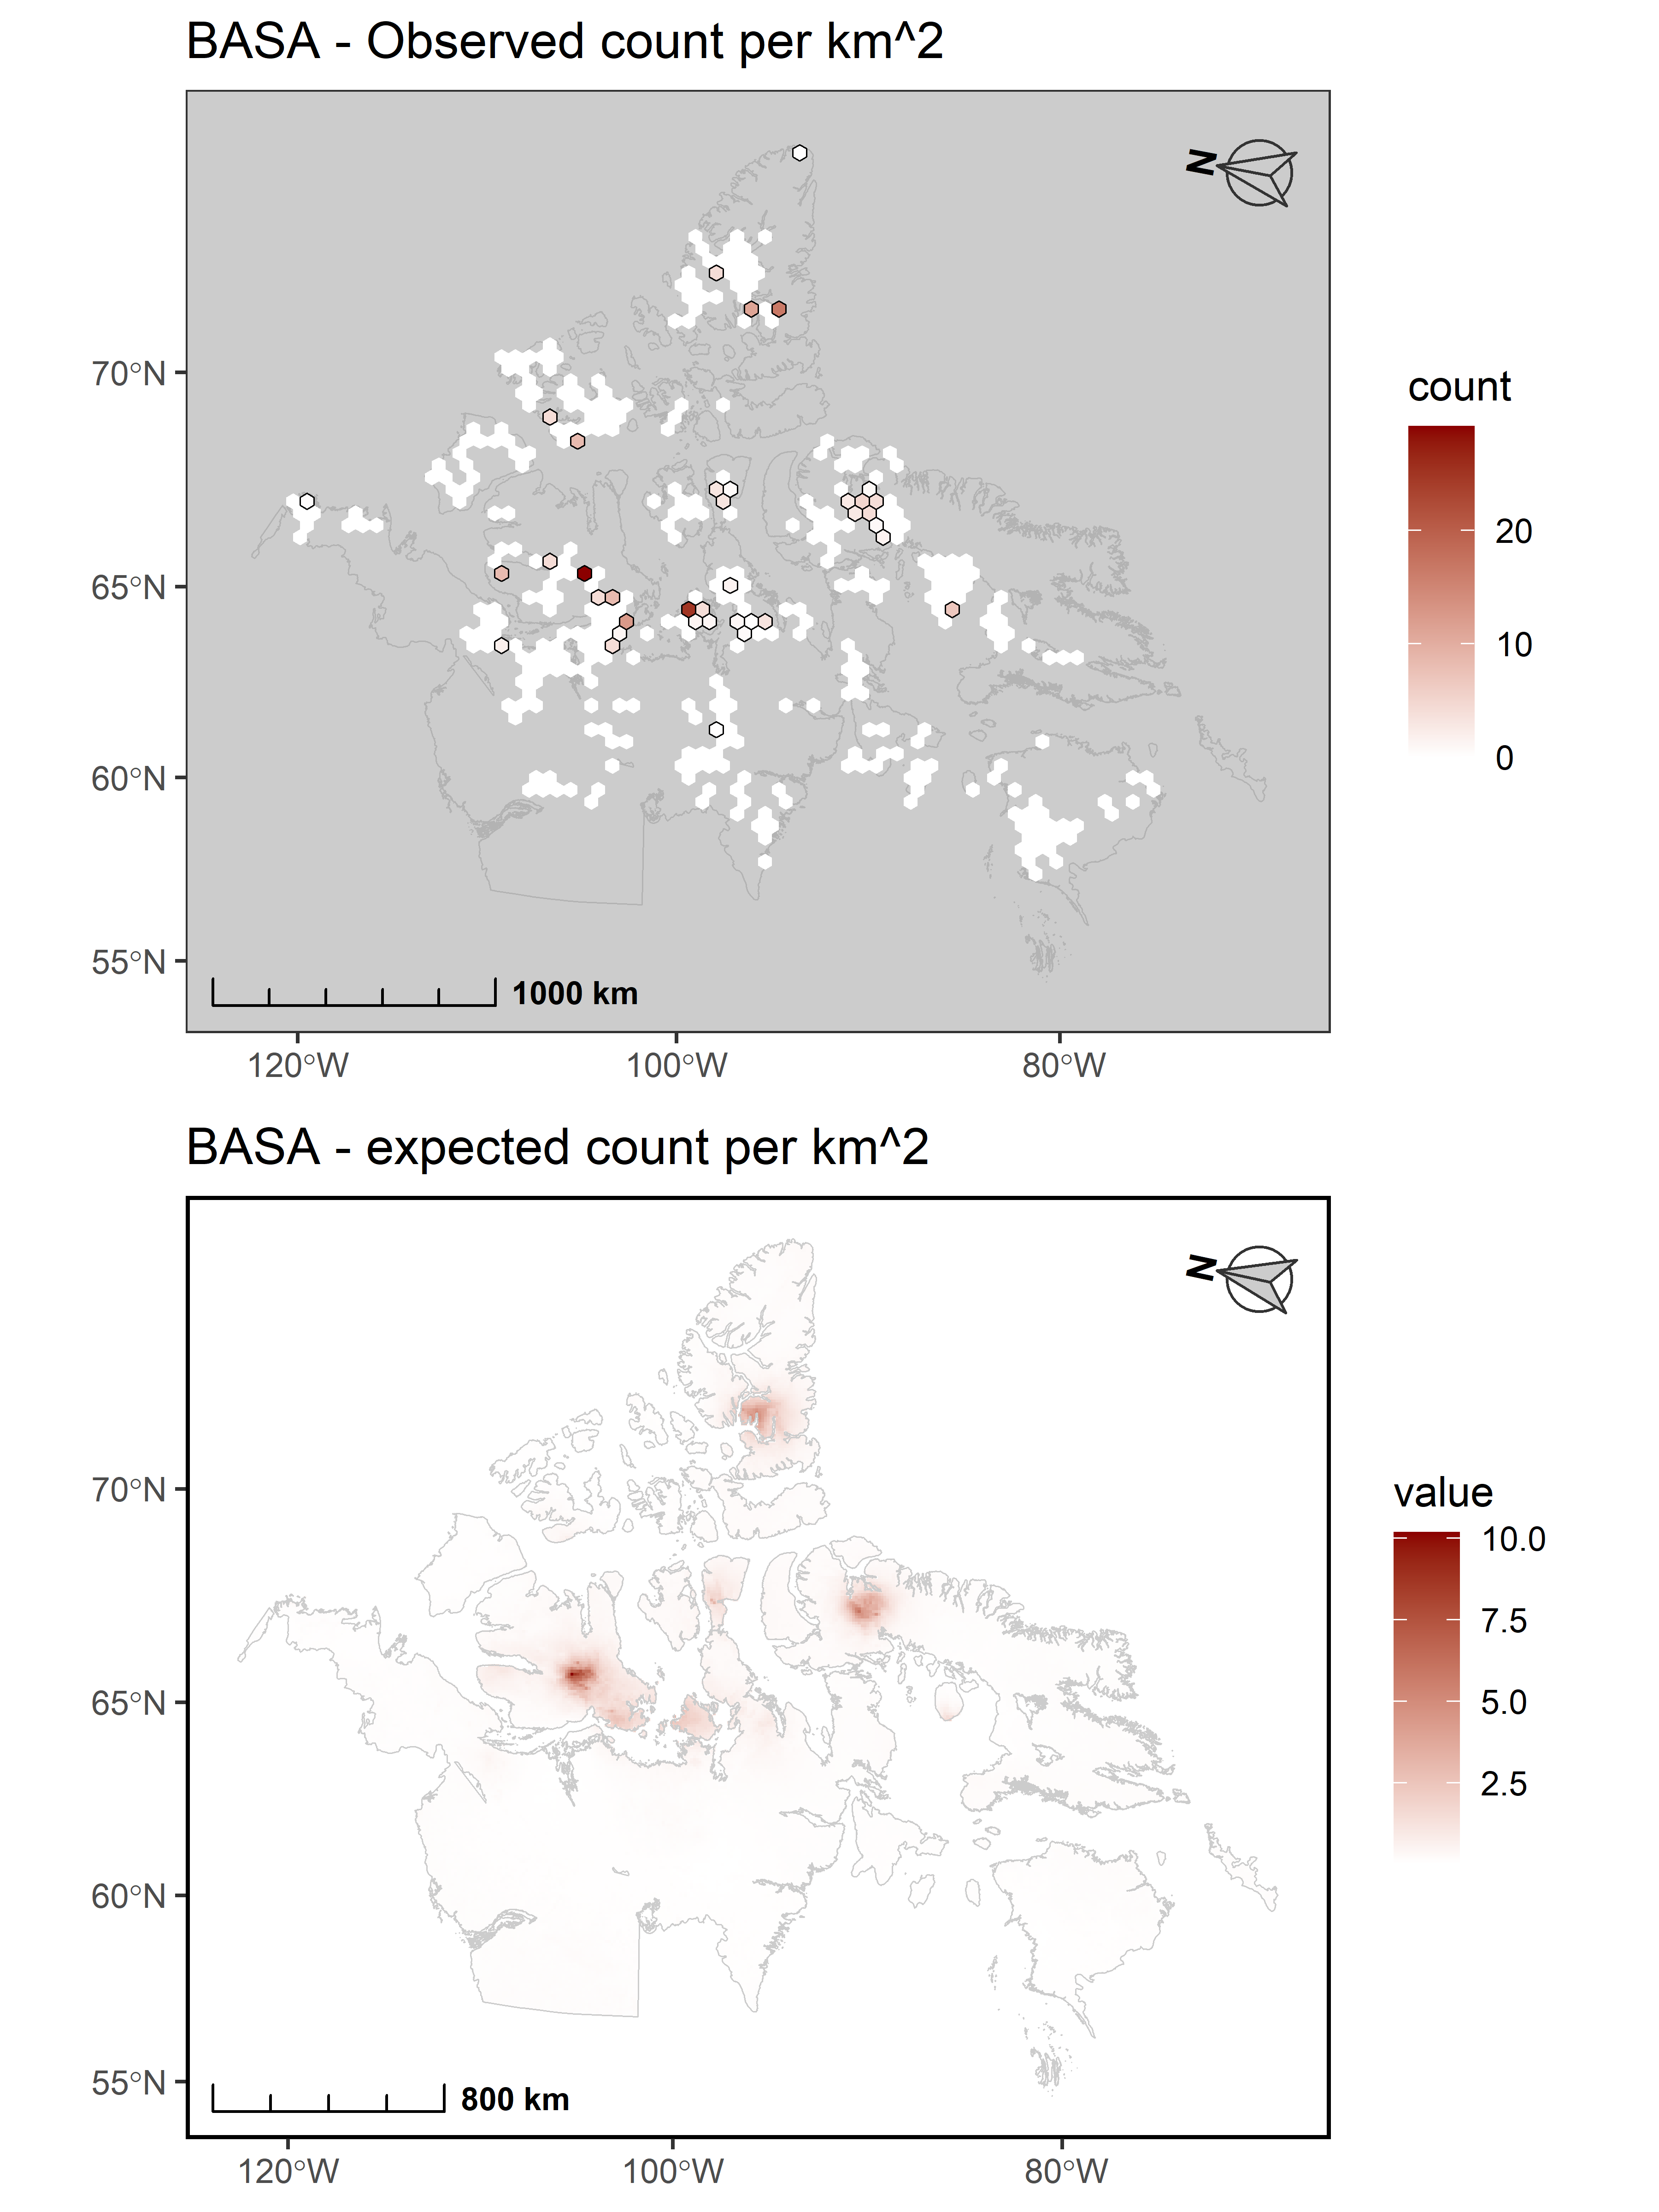 BASA - Observed count per km^2
N
70°N
65°N
60°N
55°N
1000 km
120°W 100°W 80°W
count
20
10
0
BASA - expected count per km^2
N
70°N
65°N
60°N
55°N
800 km
120°W 100°W 80°W
value
10.0
7.5
5.0
2.5